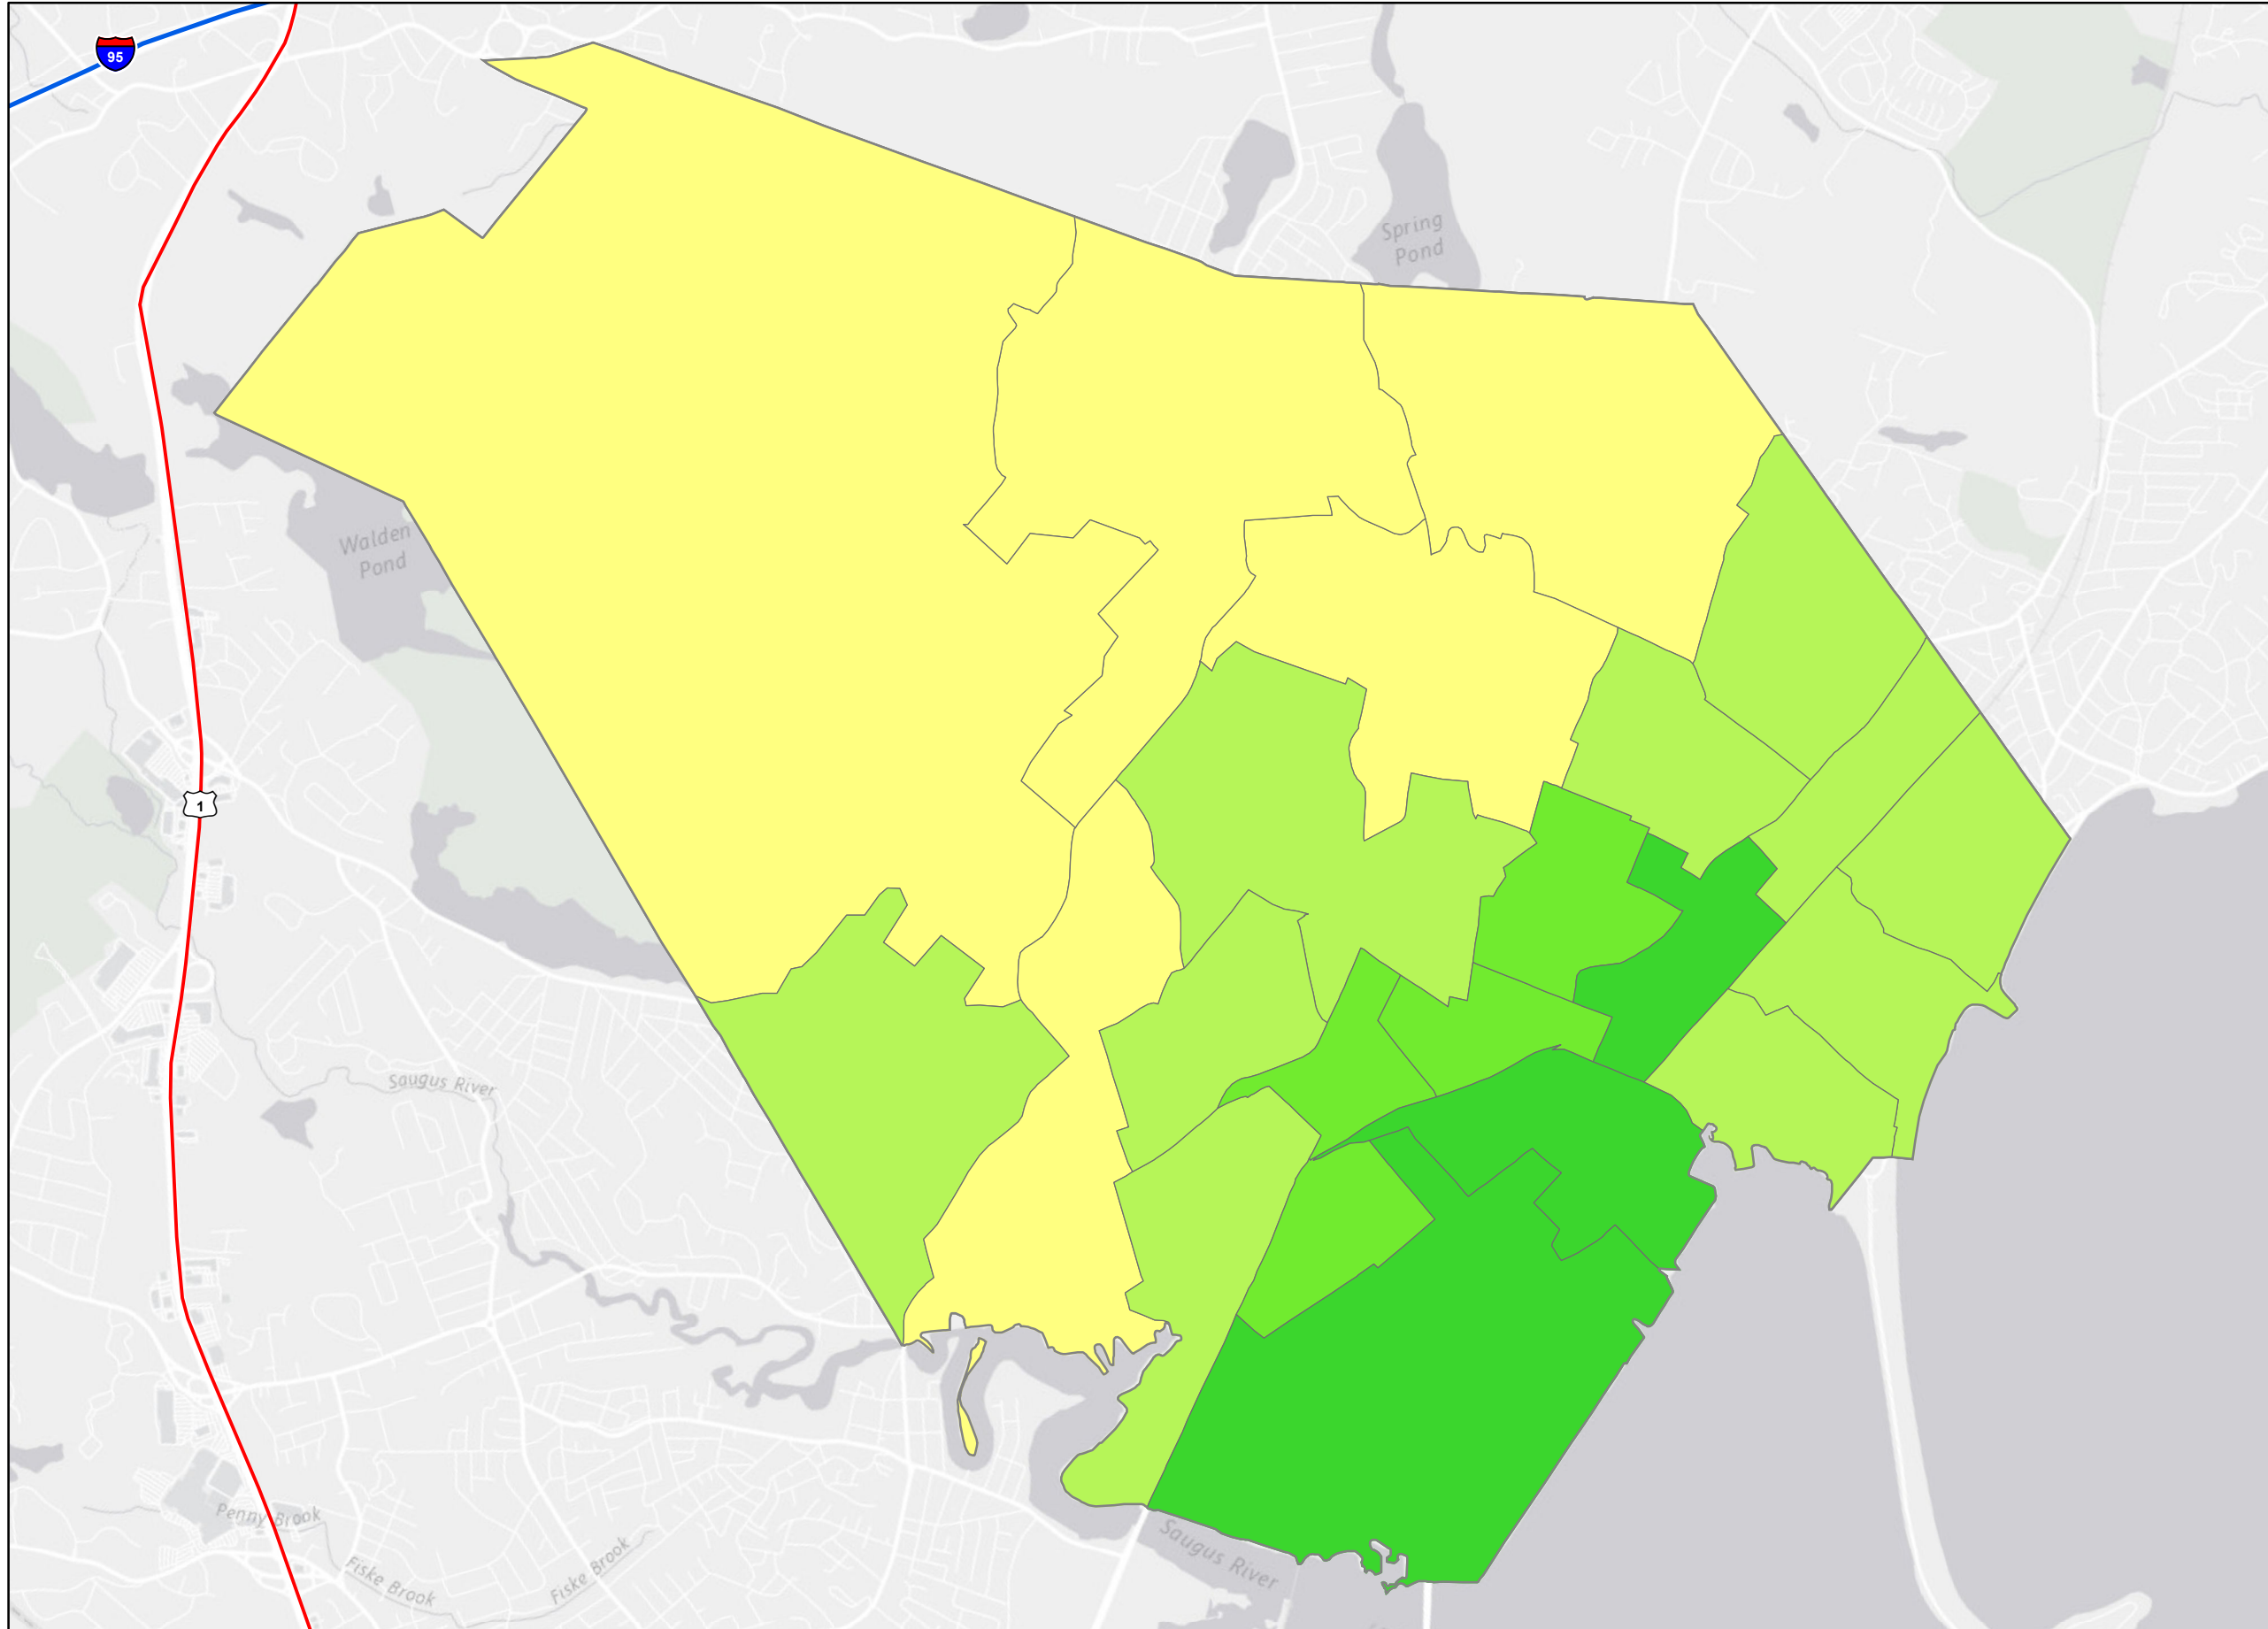 95
Spring
Pond
Walden
Pond
1
Saugus River
Penny Brook
Fiske Brook
Fiske Brook
Saugus River